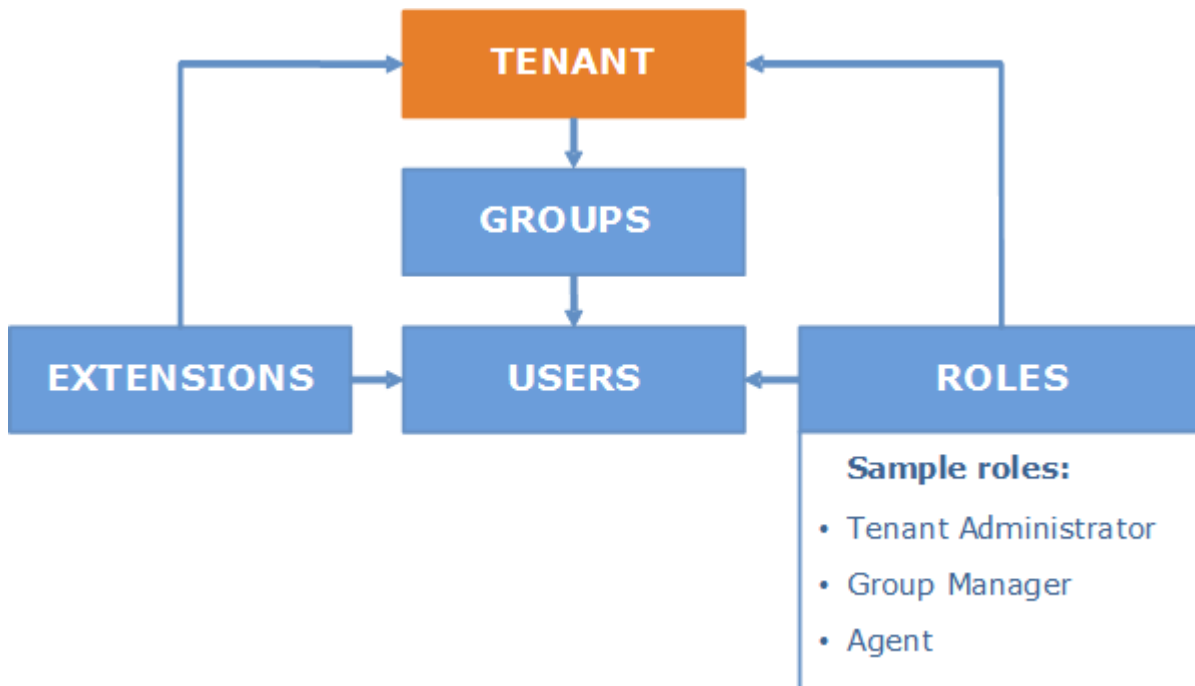 TENANT
GROUPS
EXTENSIONS
USERS
ROLES
Sample roles:
• Tenant Administrator
• Group Manager
• Agent